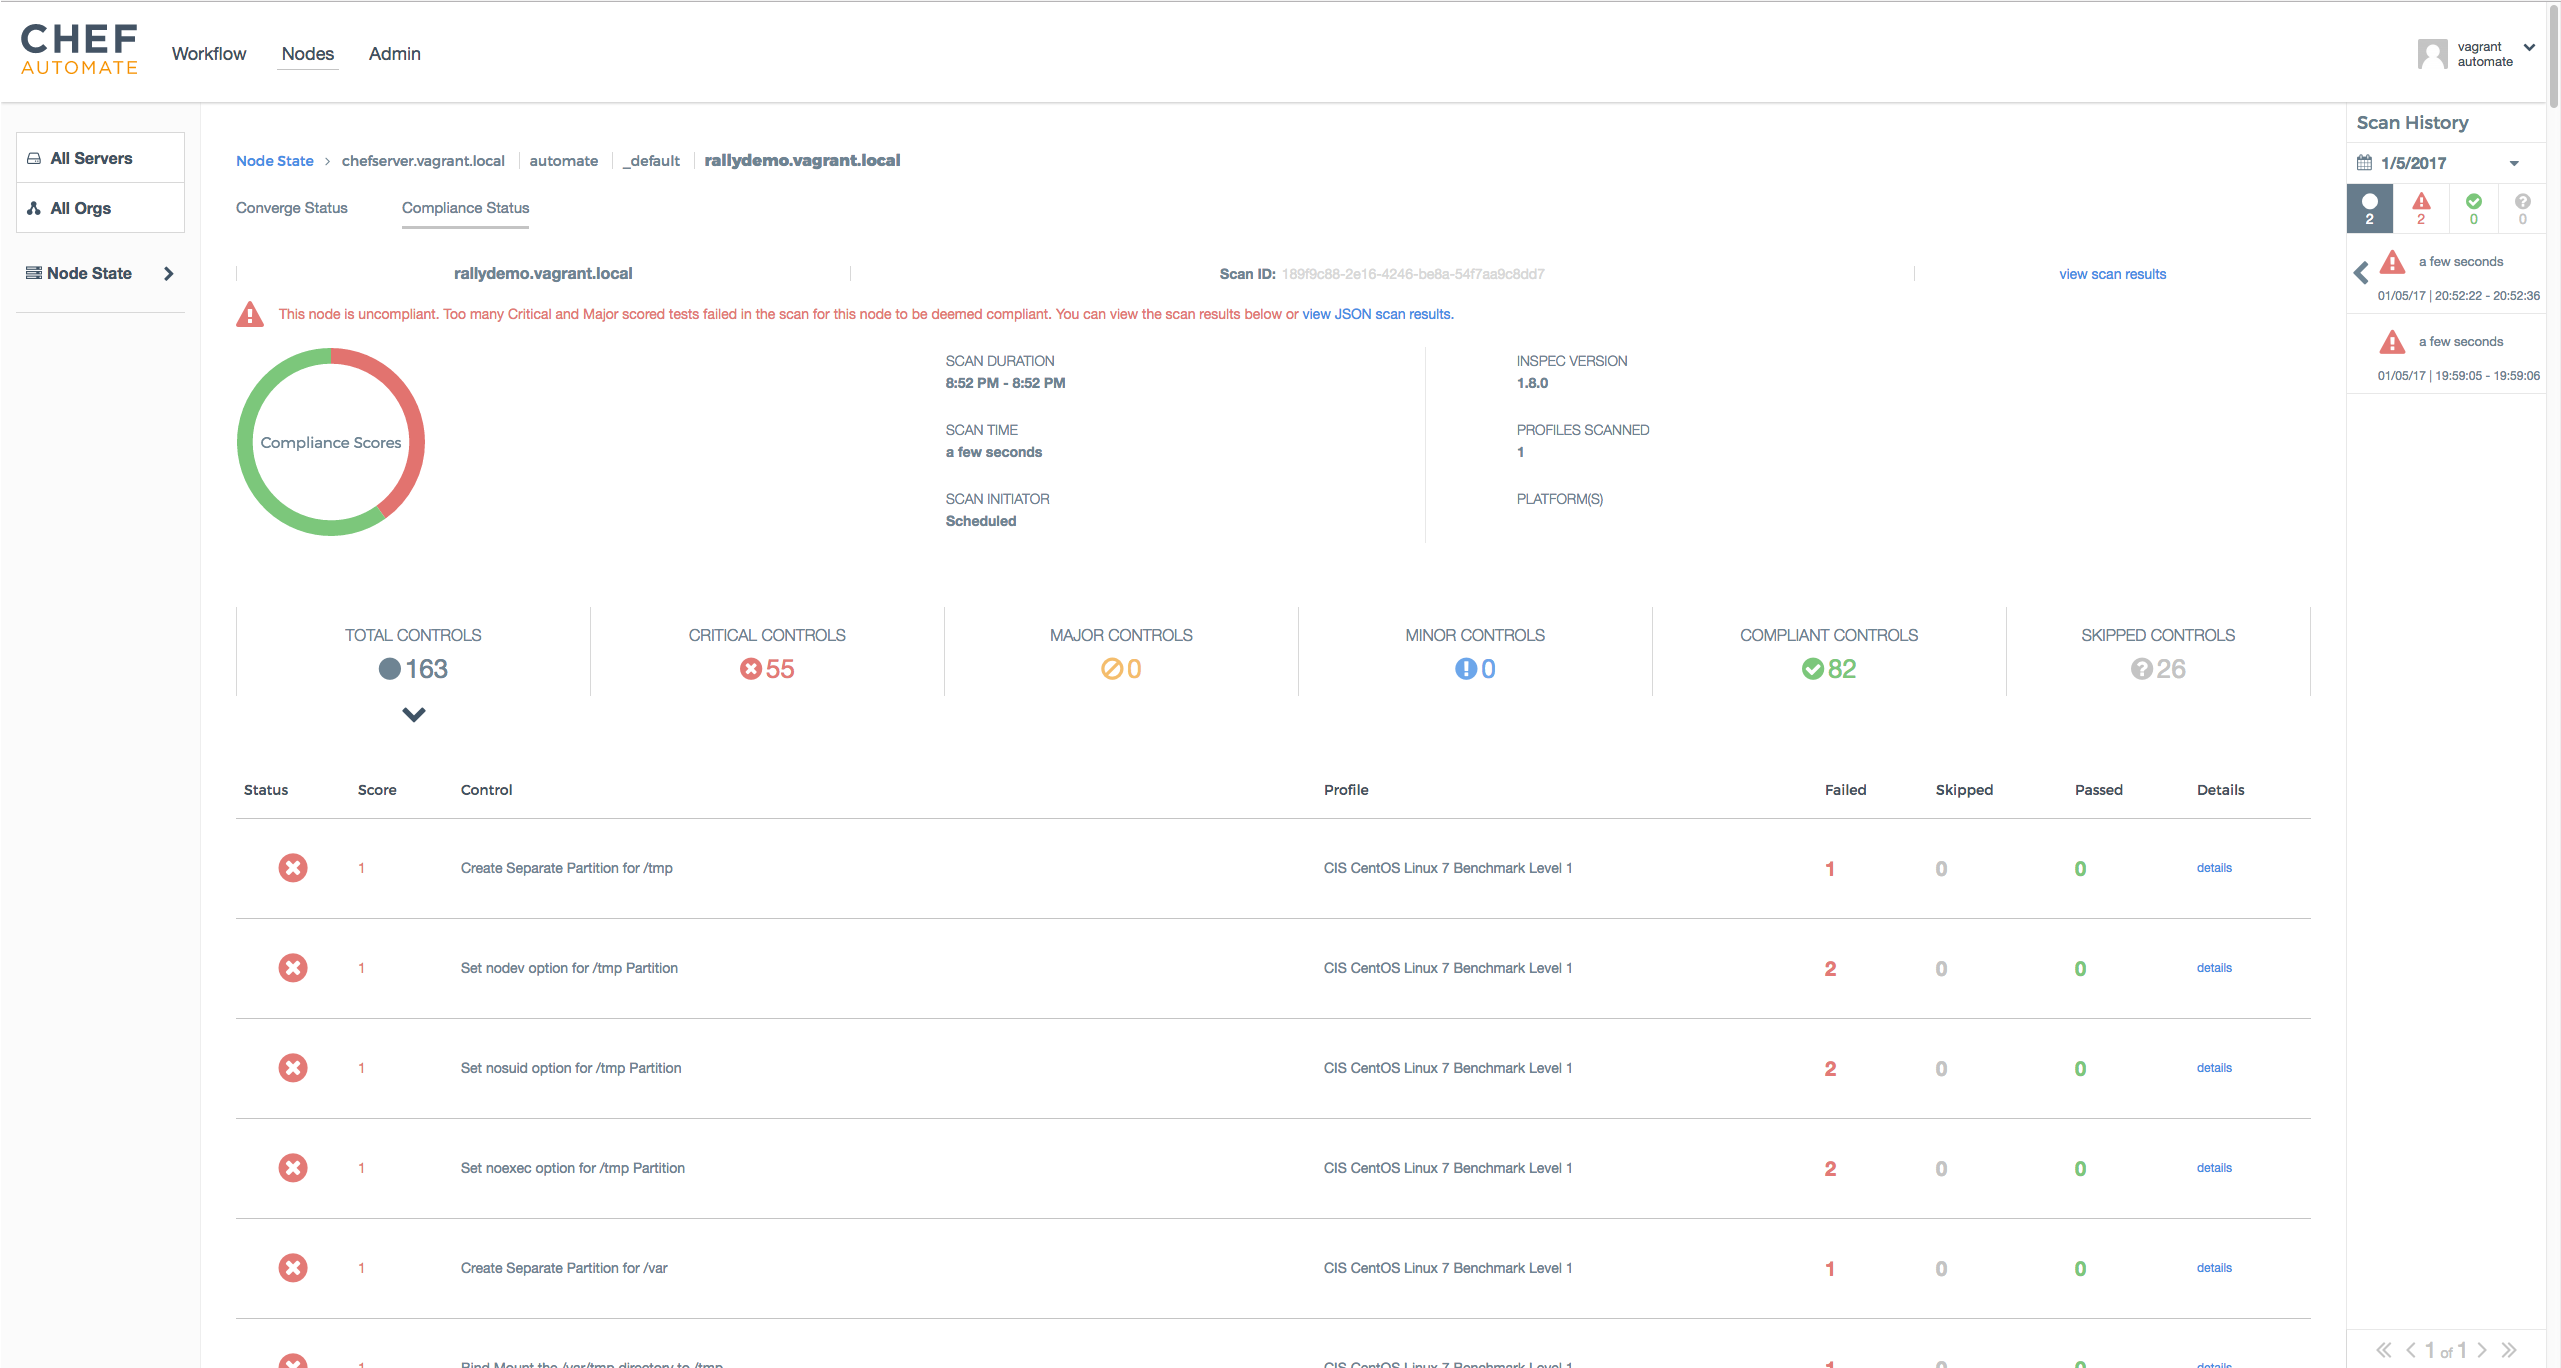 CHEF
AUTOMATE
Workflow Nodes Admin
vagrant
automate
All Servers
All Orgs
Node State
Node State > chefserver.vagrant.local automate _default rallydemo.vagrant.local
Converge Status Compliance Status
rallydemo.vagrant.local Scan ID: 189f9c88-2e16-4246-be8a-54f7aa9c8dd7 view scan results
This node is uncompliant. Too many Critical and Major scored tests failed in the scan for this node to be deemed compliant. You can view the scan results below or view JSON scan results.
Compliance Scores
SCAN DURATION
8:52 PM - 8:52 PM
SCAN TIME
a few seconds
SCAN INITIATOR
Scheduled
INSPEC VERSION
1.8.0
PROFILES SCANNED
1
PLATFORM(S)
TOTAL CONTROLS
163
CRITICAL CONTROLS
55
MAJOR CONTROLS
0
MINOR CONTROLS
0
COMPLIANT CONTROLS
82
SKIPPED CONTROLS
26
Status Score Control Profile Failed Skipped Passed Details
1 Create Separate Partition for /tmp CIS CentOS Linux 7 Benchmark Level 1 1 0 0 details
1 Set nodev option for /tmp Partition CIS CentOS Linux 7 Benchmark Level 1 2 0 0 details
1 Set nosuid option for /tmp Partition CIS CentOS Linux 7 Benchmark Level 1 2 0 0 details
1 Set noexec option for /tmp Partition CIS CentOS Linux 7 Benchmark Level 1 2 0 0 details
1 Create Separate Partition for /var CIS CentOS Linux 7 Benchmark Level 1 1 0 0 details
1 Bind Mount the /var/tmp directory to /tmp CIS CentOS Linux 7 Benchmark Level 1 1 0 0 details
Scan History
1/5/2017
2 2 0 0
a few seconds
01/05/17 | 20:52:22 - 20:52:36
a few seconds
01/05/17 | 19:59:05 - 19:59:06
1 of 1